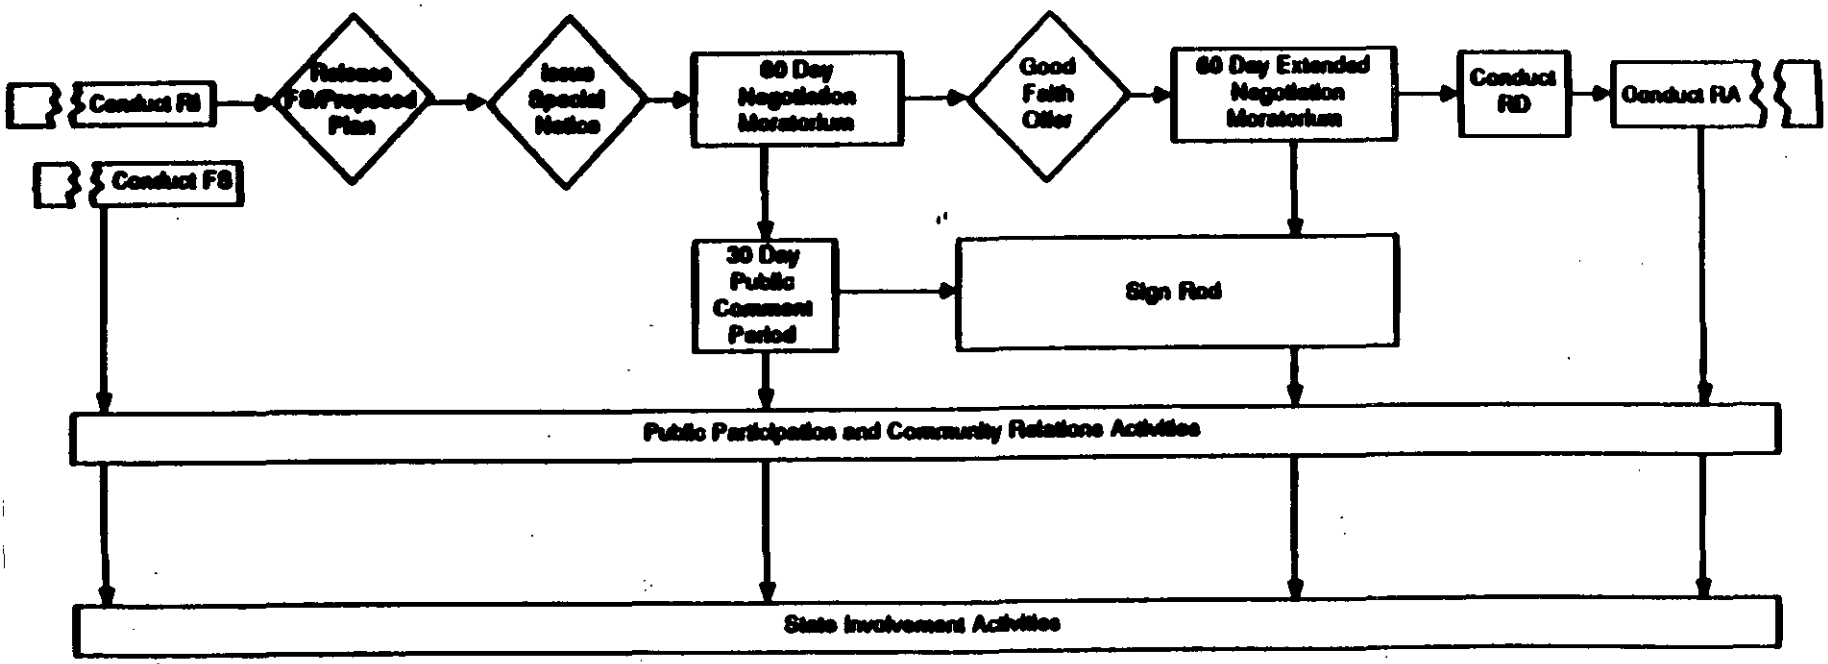 Conduct RI
Release
FS/Proposed
Plan
Issue
Special
Notice
60 Day
Negotiation
Moratorium
Good
Faith
Offer
60 Day Extended
Negotiation
Moratorium
Conduct
RD
Conduct RA
Conduct FS
30 Day
Public
Comment
Period
Sign Rod
Public Participation and Community Relations Activities
State Involvement Activities